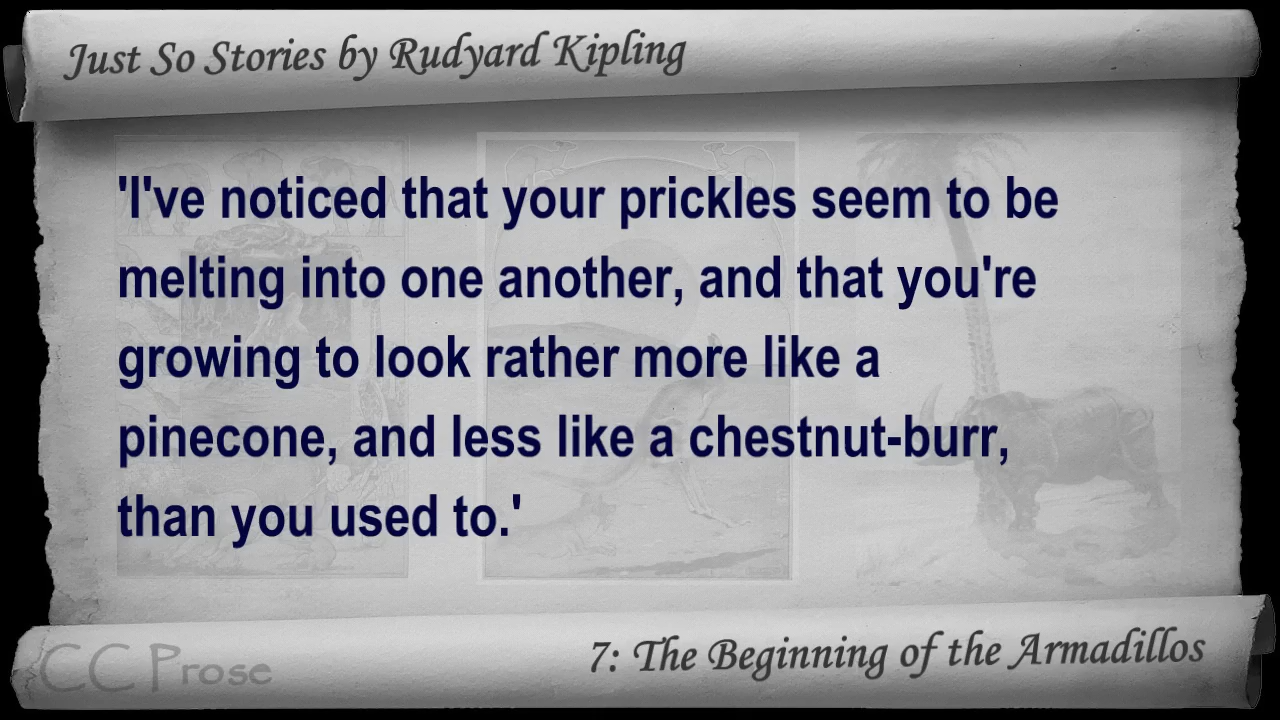 Just So Stories by Rudyard Kipling
'I've noticed that your prickles seem to be
melting into one another, and that you're
growing to look rather more like a
pinecone, and less like a chestnut-burr,
than you used to.'
CC Prose
7: The Beginning of the Armadillos